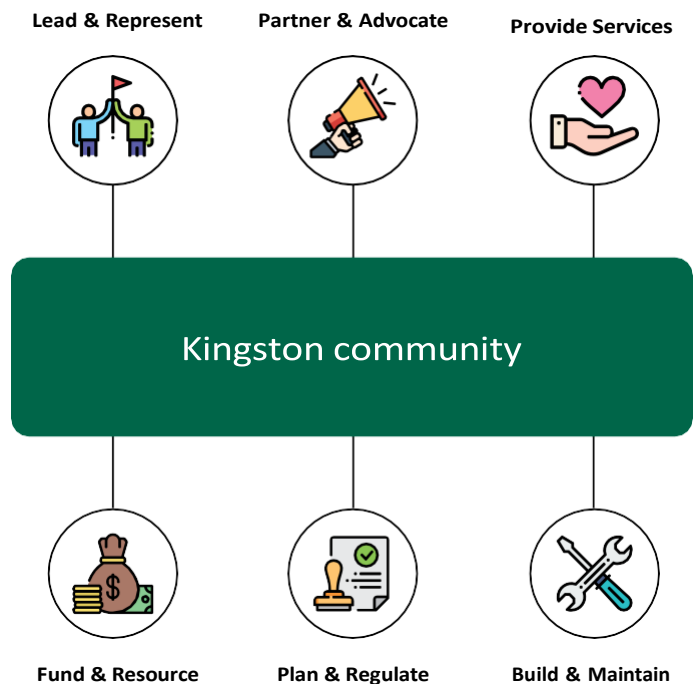 Lead & Represent
Partner & Advocate
Provide Services
Kingston community
$
Fund & Resource
Plan & Regulate
Build & Maintain